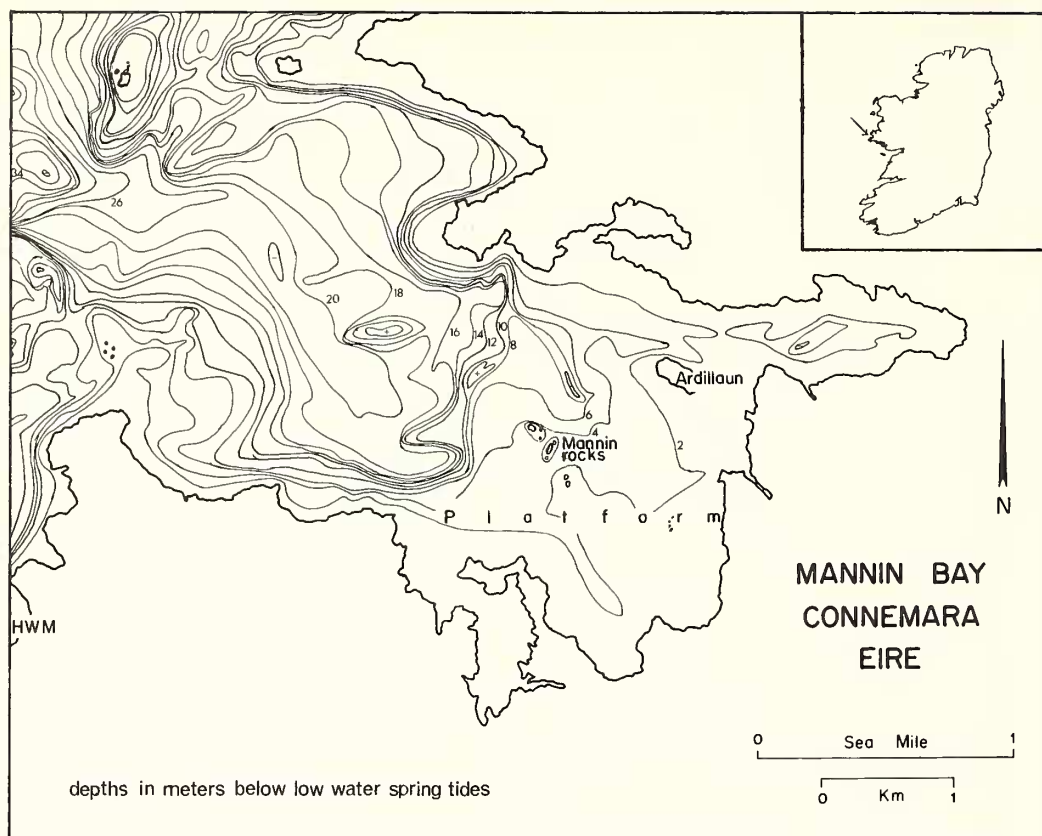 34
26
20
18
16
14
12
10
8
6
4
2
Ardillaun
Mannin
rocks
Platform
N
HWM
MANNIN BAY
CONNEMARA
EIRE
0 Sea Mile 1
0 Km 1
depths in meters below low water spring tides